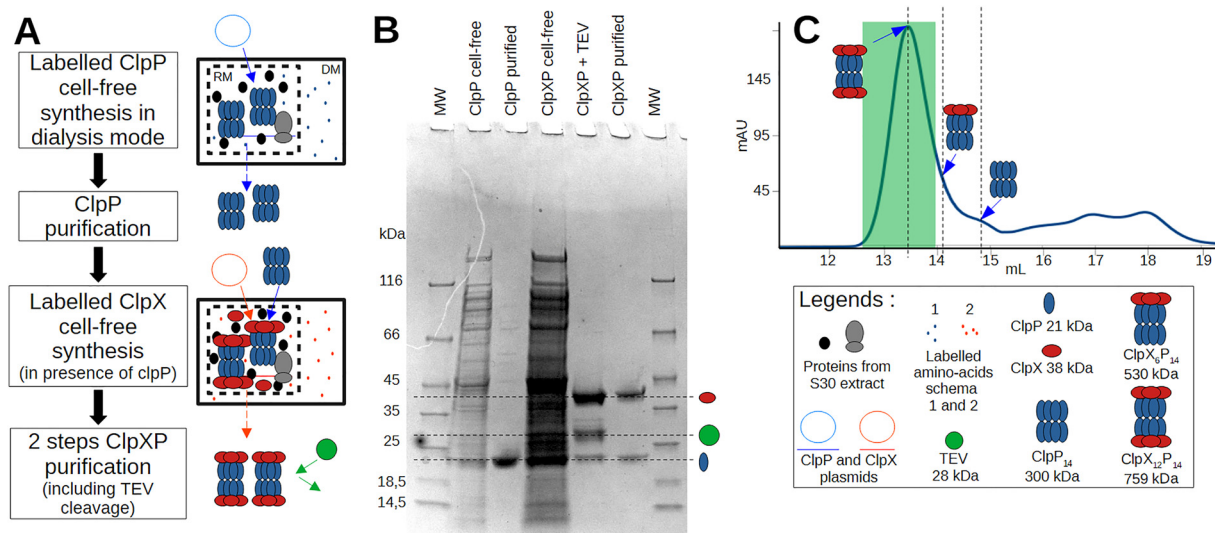 A
Labelled ClpP
cell-free
synthesis in
dialysis mode
ClpP
purification
Labelled ClpX
cell-free
synthesis
(in presence of clpP)
2 steps ClpXP
purification
(including TEV
cleavage)
RM
DM
B
MW
ClpP cell-free
ClpP purified
ClpXP cell-free
ClpXP + TEV
ClpXP purified
MW
kDa
116
66
45
35
25
18,5
14,5
C
mAU
145
95
45
12
13
14
15
16
17
18
19
mL
Legends :
Proteins from
S30 extract
1 2
Labelled
amino-acids
schema
1 and 2
ClpP 21 kDa
ClpX 38 kDa
ClpX₆P₁₄
530 kDa
ClpP and ClpX
plasmids
TEV
28 kDa
ClpP₁₄
300 kDa
ClpX₁₂P₁₄
759 kDa